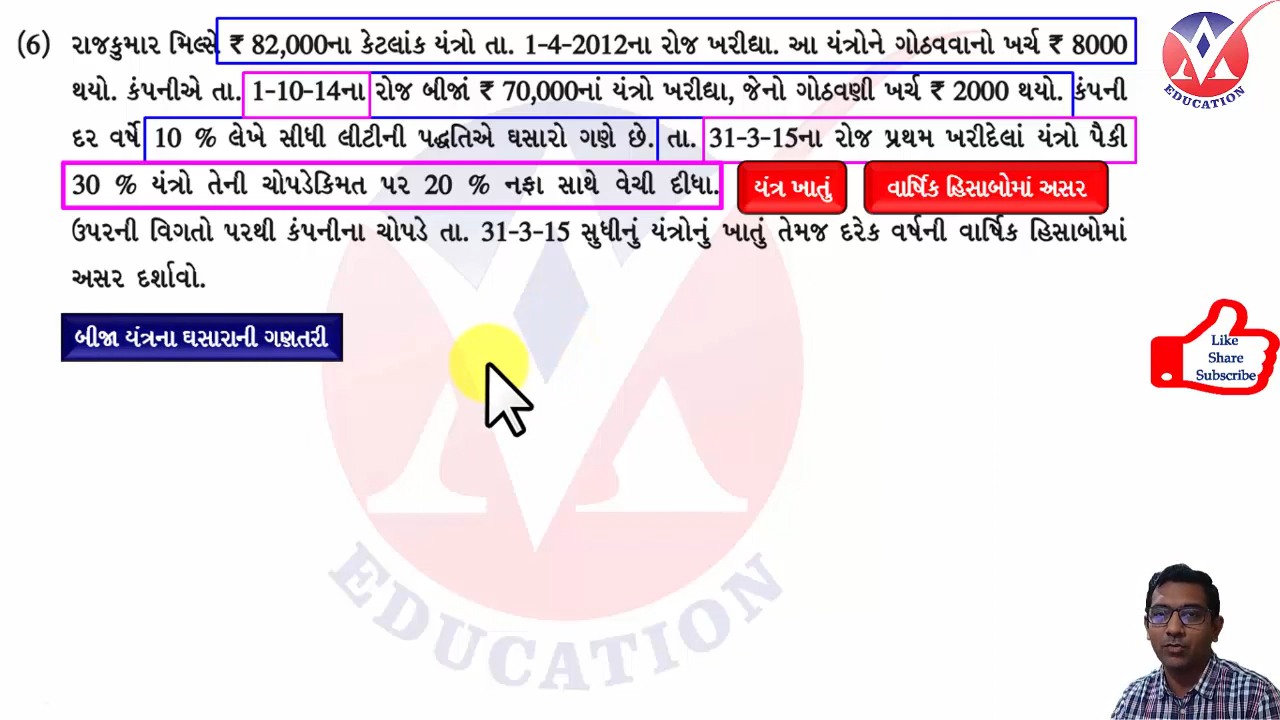 (6) રાજકુમાર મિલ્સે ₹ 82,000ના કેટલાંક યંત્રો તા. 1-4-2012ના રોજ ખરીદ્યા. આ યંત્રોને ગોઠવવાનો ખર્ચ ₹ 8000
થયો. કંપનીએ તા. 1-10-14ના રોજ બીજાં ₹ 70,000નાં યંત્રો ખરીદ્યા, જેનો ગોઠવણી ખર્ચ ₹ 2000 થયો. કંપની
દર વર્ષે 10 % લેખે સીધી લીટીની પદ્ધતિએ ઘસારો ગણે છે. તા. 31-3-15ના રોજ પ્રથમ ખરીદેલાં યંત્રો પૈકી
30 % યંત્રો તેની ચોપડેકિંમત પર 20 % નફા સાથે વેચી દીધા. યંત્ર ખાતું વાર્ષિક હિસાબોમાં અસર
ઉપરની વિગતો પરથી કંપનીના ચોપડે તા. 31-3-15 સુધીનું યંત્રોનું ખાતું તેમજ દરેક વર્ષની વાર્ષિક હિસાબોમાં
અસર દર્શાવો.
બીજા યંત્રના ઘસારાની ગણતરી
EDUCATION
Like
Share
Subscribe
EDUCATION